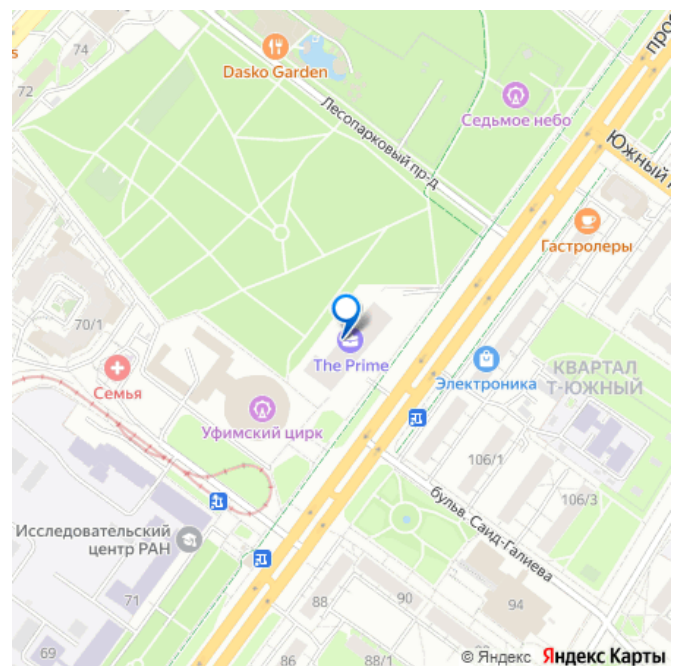 74
s
72
Dasko Garden
Лесопарковый пр-д
Седьмое небо
Гастролеры
70/1
Семья
The Prime
Электроника
КВАРТАЛ
Т-ЮЖНЫЙ
Уфимский цирк
106/1
106/3
бульв. Саид-Галиева
Исследовательский
центр РАН
71
88
90
94
69
86
88/1
© Яндекс Яндекс Карты